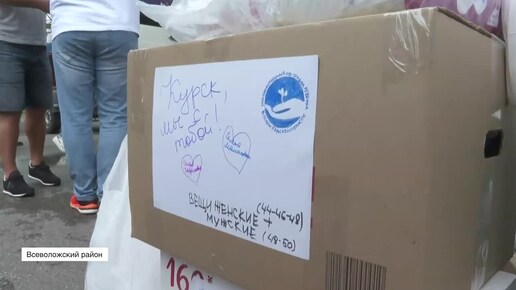 Курск,
мы с
тобой!
ВЕЩИ ЖЕНСКИЕ (44-46-48)
+
МУЖСКИЕ (48-50)
Всеволожский район